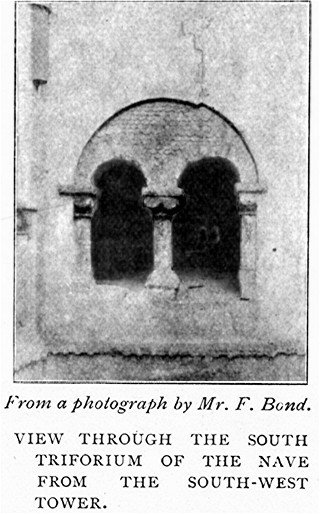 From a photograph by Mr. F. Bond.
VIEW THROUGH THE SOUTH
TRIFORIUM OF THE NAVE
FROM THE SOUTH-WEST
TOWER.